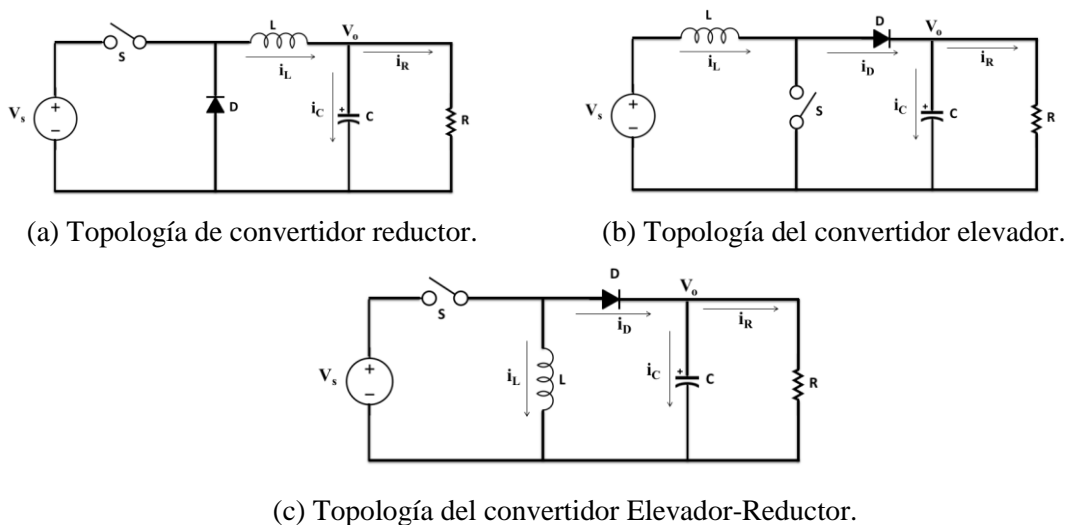 L
V_o
S
i_L
i_R
V_s
+
−
D
i_C
+
C
R
(a) Topología de convertidor reductor.
L
D
V_o
i_L
i_D
i_R
V_s
+
−
S
i_C
+
C
R
(b) Topología del convertidor elevador.
D
V_o
S
i_D
i_R
V_s
+
−
i_L
L
i_C
+
C
R
(c) Topología del convertidor Elevador-Reductor.